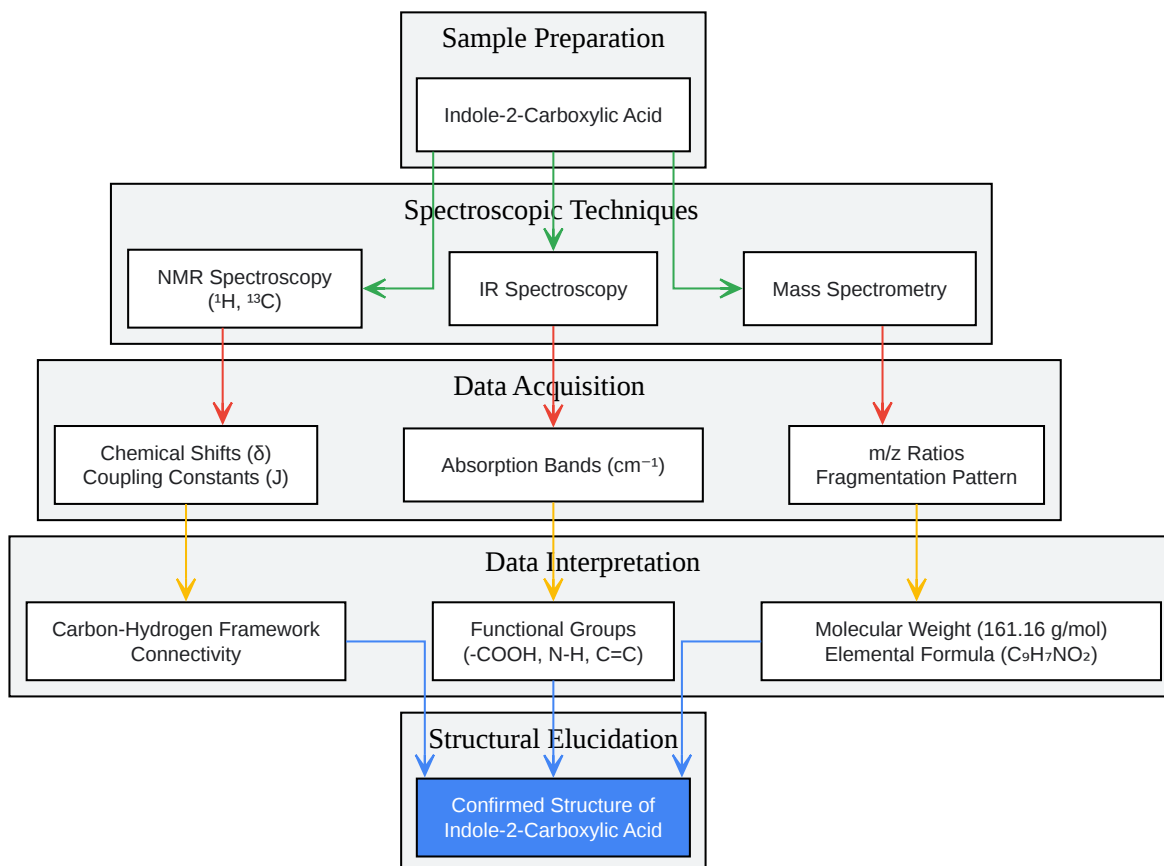 Sample Preparation
Indole-2-Carboxylic Acid
Spectroscopic Techniques
NMR Spectroscopy
(¹H, ¹³C)
IR Spectroscopy
Mass Spectrometry
Data Acquisition
Chemical Shifts (δ)
Coupling Constants (J)
Absorption Bands (cm⁻¹)
m/z Ratios
Fragmentation Pattern
Data Interpretation
Carbon-Hydrogen Framework
Connectivity
Functional Groups
(-COOH, N-H, C=C)
Molecular Weight (161.16 g/mol)
Elemental Formula (C₉H₇NO₂)
Structural Elucidation
Confirmed Structure of
Indole-2-Carboxylic Acid